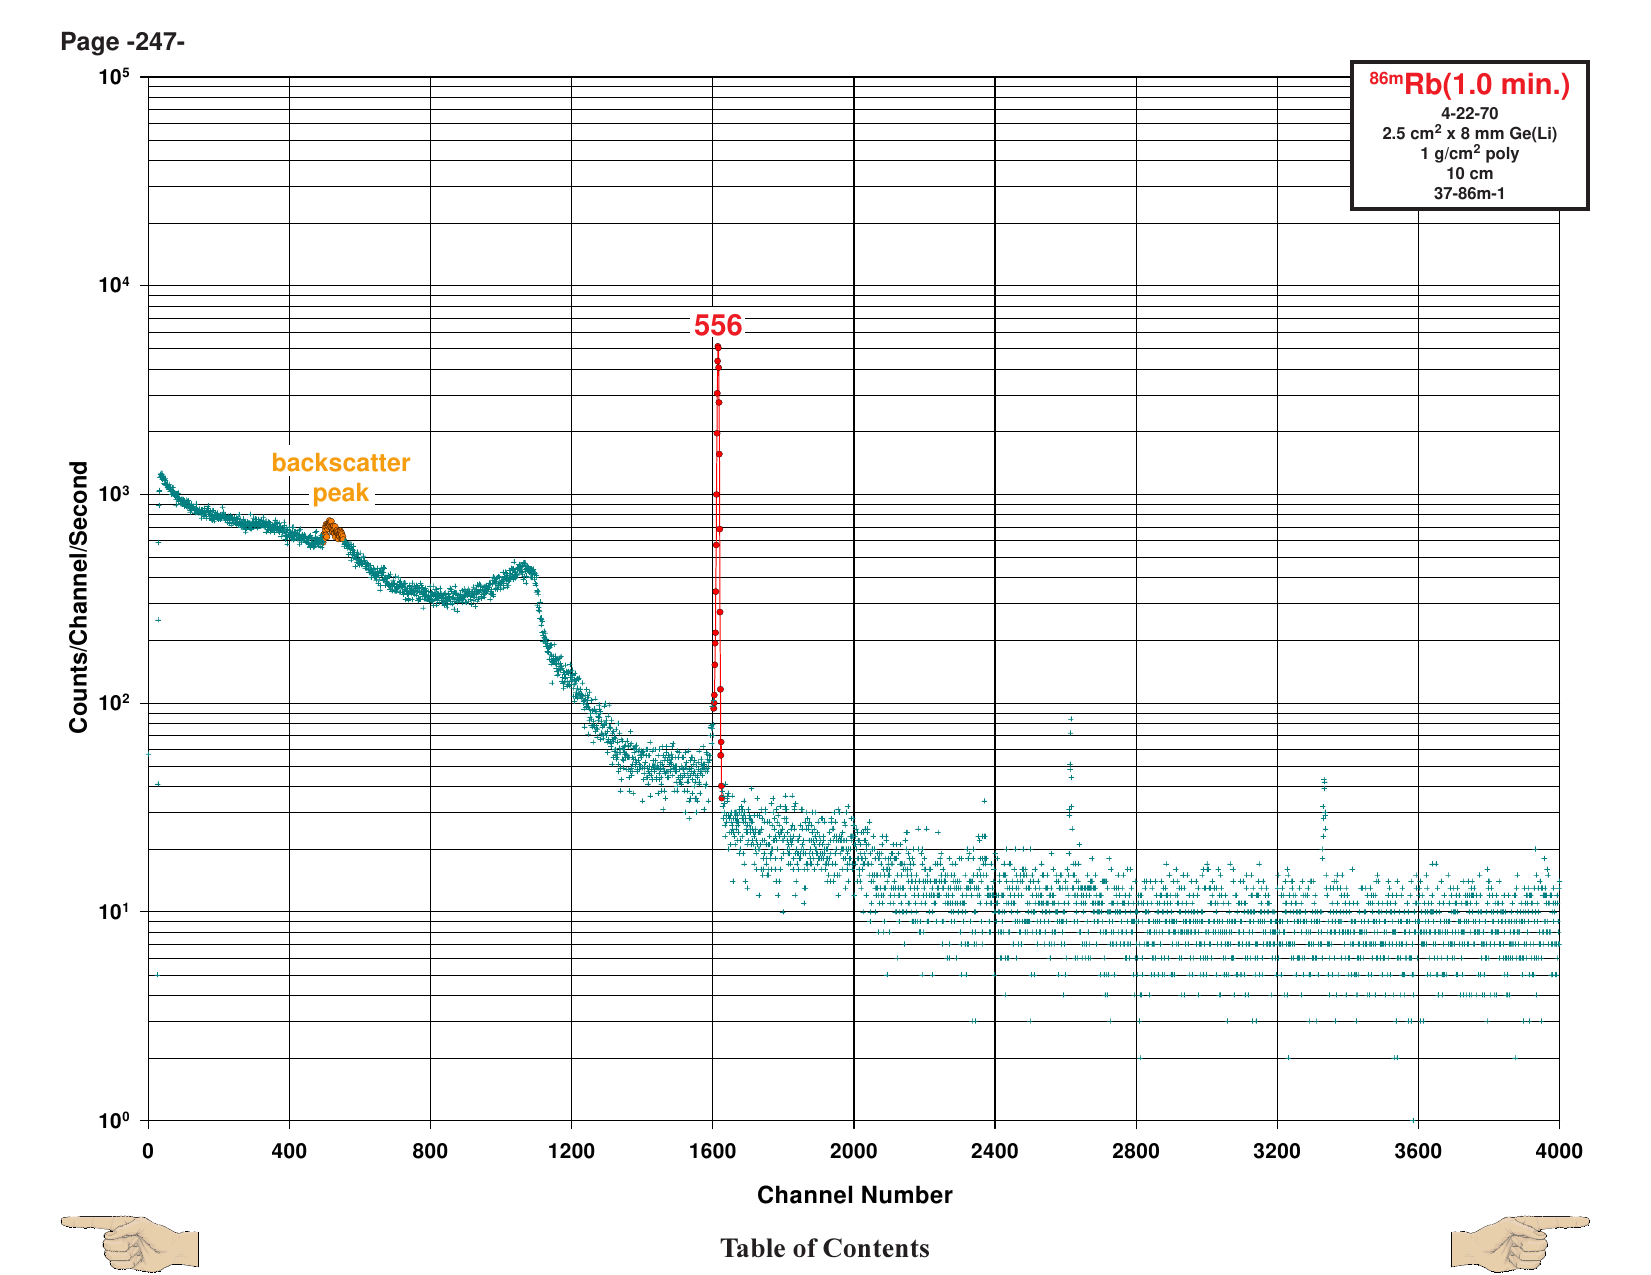 Page -247-
10⁵
10⁴
10³
10²
10¹
10⁰
Counts/Channel/Second
⁸⁶ᵐRb(1.0 min.)
4-22-70
2.5 cm² x 8 mm Ge(Li)
1 g/cm² poly
10 cm
37-86m-1
556
backscatter
peak
0 400 800 1200 1600 2000 2400 2800 3200 3600 4000
Channel Number
Table of Contents